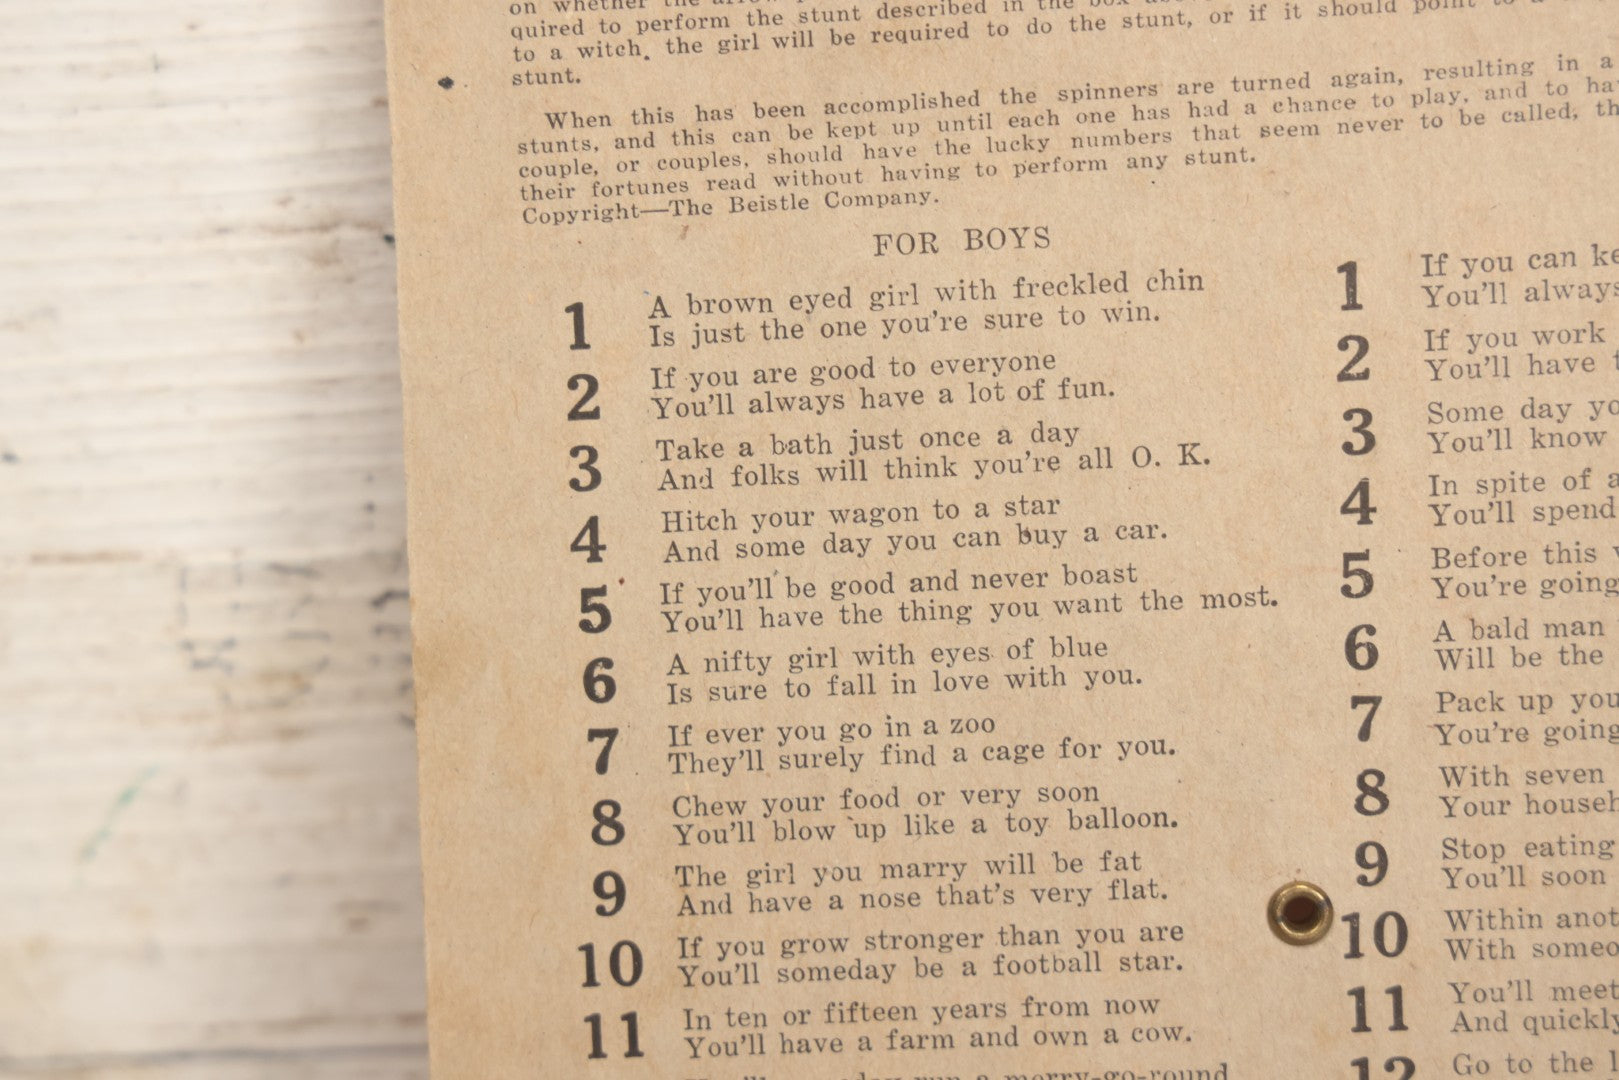 on whether the
quired to perform the stunt described in the box
to a witch, the girl will be required to do the stunt, or if it should point to a
stunt.
When this has been accomplished the spinners are turned again, resulting in a
stunts, and this can be kept up until each one has had a chance to play, and to
couple, or couples, should have the lucky numbers that seem never to be called,
their fortunes read without having to perform any stunt.
Copyright—The Beistle Company.
FOR BOYS
1 A brown eyed girl with freckled chin
Is just the one you're sure to win.
2 If you are good to everyone
You'll always have a lot of fun.
3 Take a bath just once a day
And folks will think you're all O. K.
4 Hitch your wagon to a star
And some day you can buy a car.
5 If you'll be good and never boast
You'll have the thing you want the most.
6 A nifty girl with eyes of blue
Is sure to fall in love with you.
7 If ever you go in a zoo
They'll surely find a cage for you.
8 Chew your food or very soon
You'll blow up like a toy balloon.
9 The girl you marry will be fat
And have a nose that's very flat.
10 If you grow stronger than you are
You'll someday be a football star.
11 In ten or fifteen years from now
You'll have a farm and own a cow.
merry-go-round
1 If you can
You'll always
2 If you work
You'll have
3 Some day
You'll know
4 In spite of
You'll spend
5 Before this
You're going
6 A bald man
Will be the
7 Pack up
You're going
8 With seven
Your
9 Stop eating
You'll soon
10 Within
With
11 You'll meet
And quickly
12 Go to the